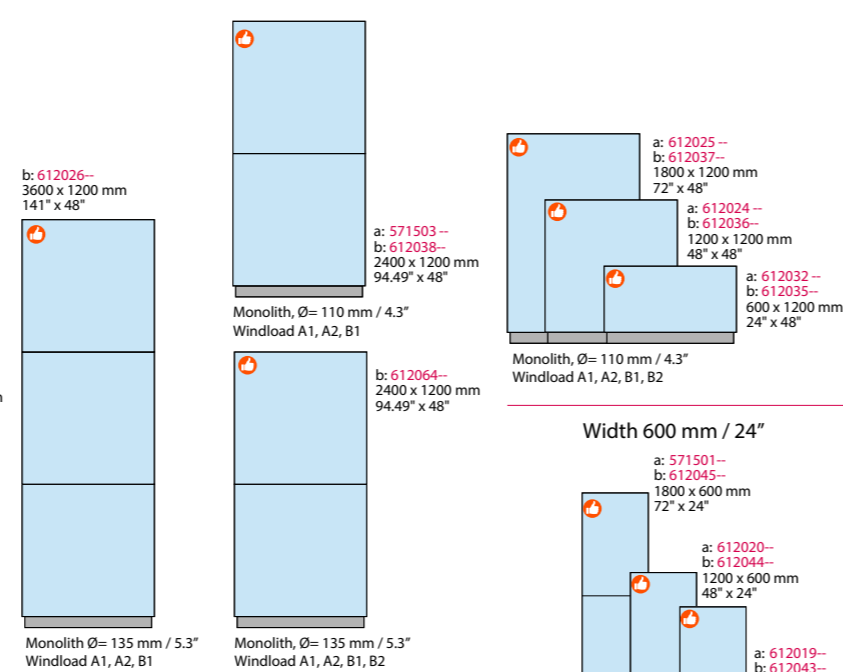 b: 612026--
3600 x 1200 mm
141" x 48"
Monolith Ø= 135 mm / 5.3”
Windload A1, A2, B1
a: 571503 --
b: 612038--
2400 x 1200 mm
94.49" x 48"
Monolith, Ø= 110 mm / 4.3”
Windload A1, A2, B1
b: 612064--
2400 x 1200 mm
94.49" x 48"
Monolith, Ø= 135 mm / 5.3”
Windload A1, A2, B1, B2
a: 612025 --
b: 612037--
1800 x 1200 mm
72" x 48"
a: 612024 --
b: 612036--
1200 x 1200 mm
48" x 48"
a: 612032 --
b: 612035--
600 x 1200 mm
24" x 48"
Monolith, Ø= 110 mm / 4.3”
Windload A1, A2, B1, B2
Width 600 mm / 24”
a: 571501--
b: 612045--
1800 x 600 mm
72" x 24"
a: 612020--
b: 612044--
1200 x 600 mm
48" x 24"
a: 612019--
b: 612043--